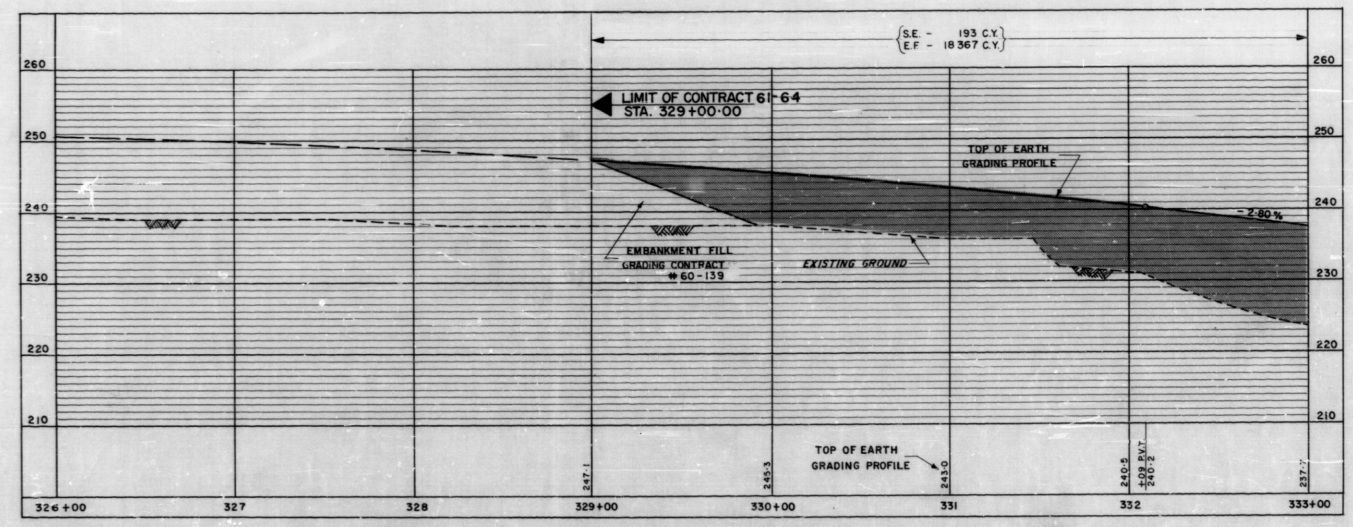 S.E. - 193 C.Y.
E.F - 18367 C.Y.
260 260
LIMIT OF CONTRACT 61-64
STA. 329+00·00
250 250
TOP OF EARTH
GRADING PROFILE
240 240
- 2·80 %
EMBANKMENT FILL
GRADING CONTRACT
# 60-139
EXISTING GROUND
230 230
220 220
210 210
TOP OF EARTH
GRADING PROFILE
247·1
245·3
243·0
240·5
+09 P.V.T
240·2
237·7
326+00 327 328 329+00 330 331 332 333+00